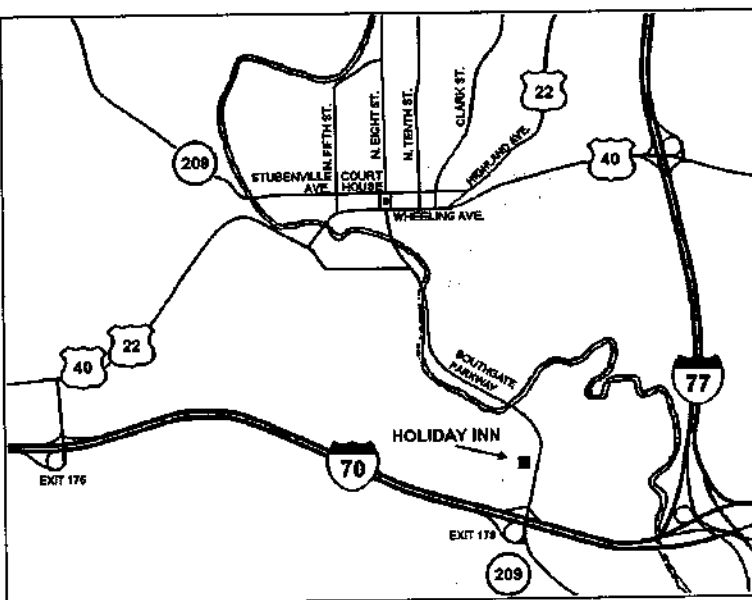 N. FIFTH ST.
N. EIGHT ST.
N. TENTH ST.
CLARK ST.
22
HIGHLAND AVE.
40
209
STUBENVILLE
AVE.
COURT
HOUSE
WHEELING AVE.
40
22
SOUTHGATE
PARKWAY
77
HOLIDAY INN
70
EXIT 176
EXIT 178
209